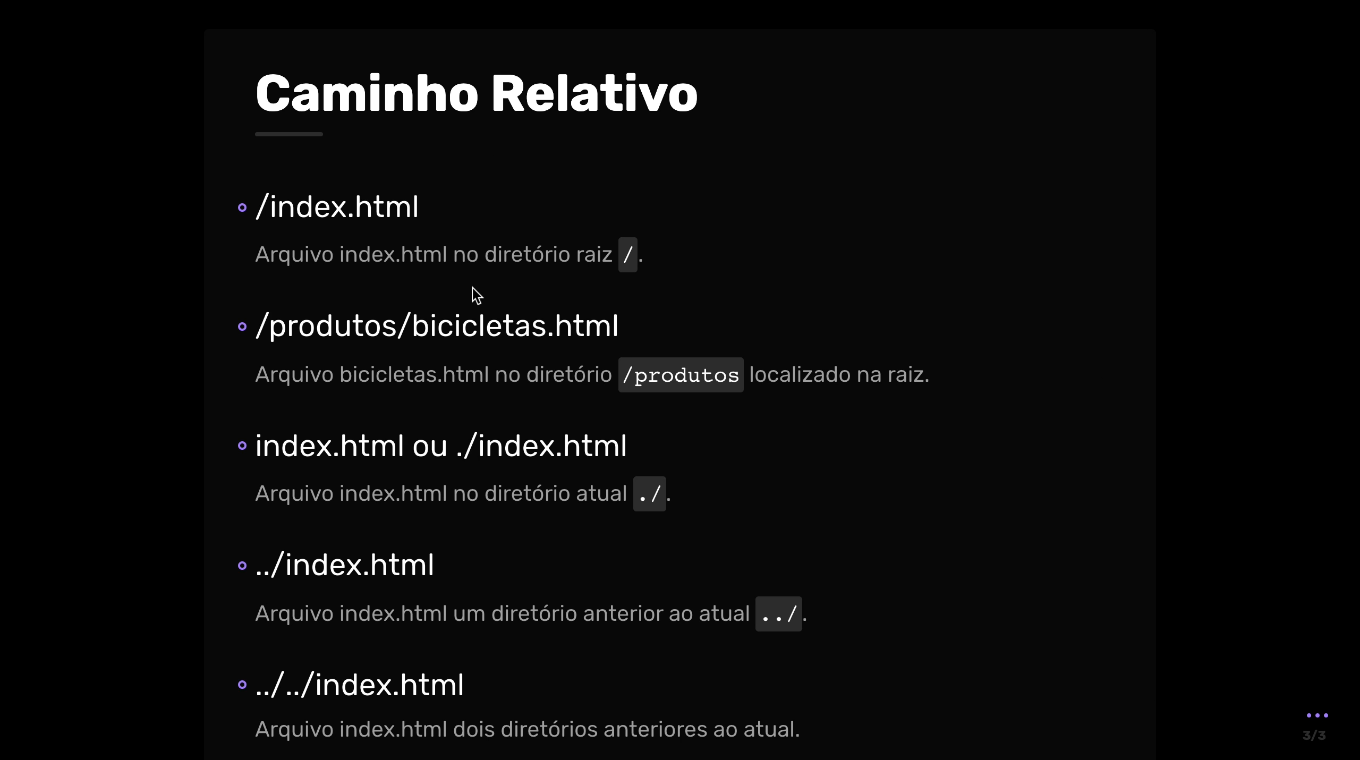 Caminho Relativo
/index.html
Arquivo index.html no diretório raiz /.
/produtos/bicicletas.html
Arquivo bicicletas.html no diretório /produtos localizado na raiz.
index.html ou ./index.html
Arquivo index.html no diretório atual ./.
../index.html
Arquivo index.html um diretório anterior ao atual ../.
../../index.html
Arquivo index.html dois diretórios anteriores ao atual.
3/3